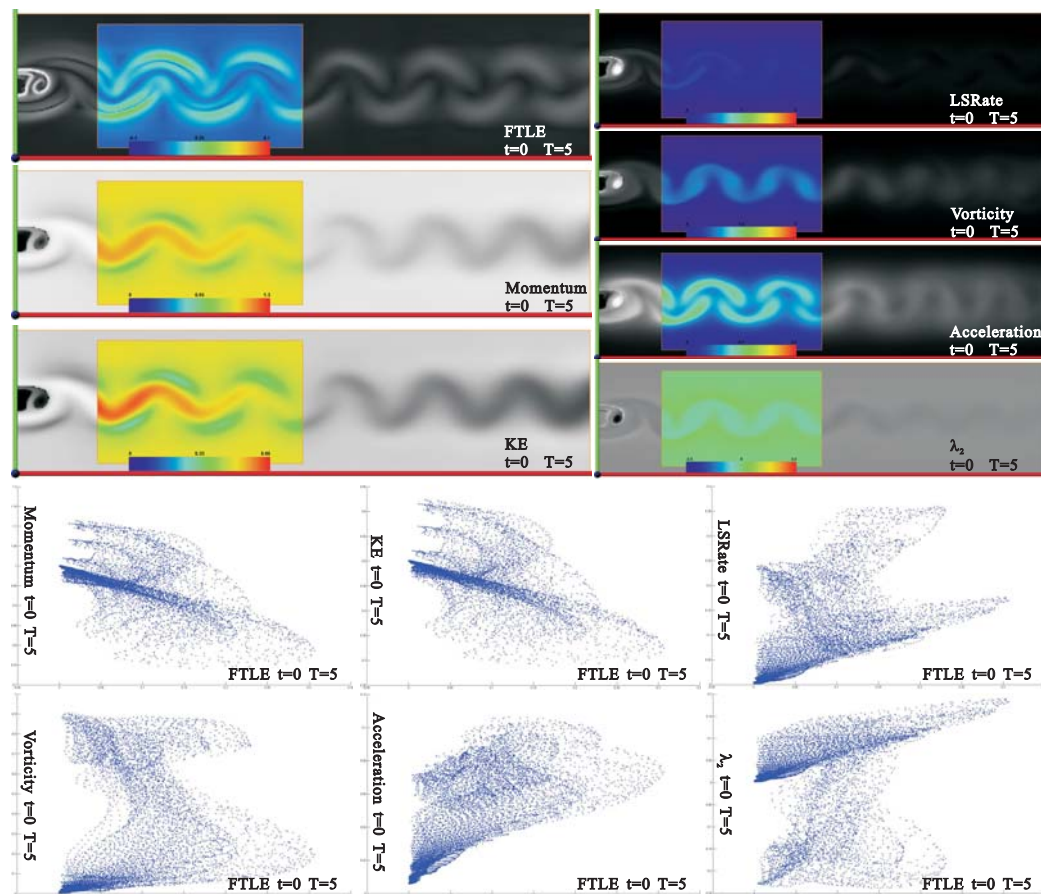 FTLE
t=0 T=5
LSRate
t=0 T=5
Momentum
t=0 T=5
Vorticity
t=0 T=5
KE
t=0 T=5
Acceleration
t=0 T=5
λ₂
t=0 T=5
Momentum t=0 T=5
FTLE t=0 T=5
KE t=0 T=5
FTLE t=0 T=5
LSRate t=0 T=5
FTLE t=0 T=5
Vorticity t=0 T=5
FTLE t=0 T=5
Acceleration t=0 T=5
FTLE t=0 T=5
λ₂ t=0 T=5
FTLE t=0 T=5